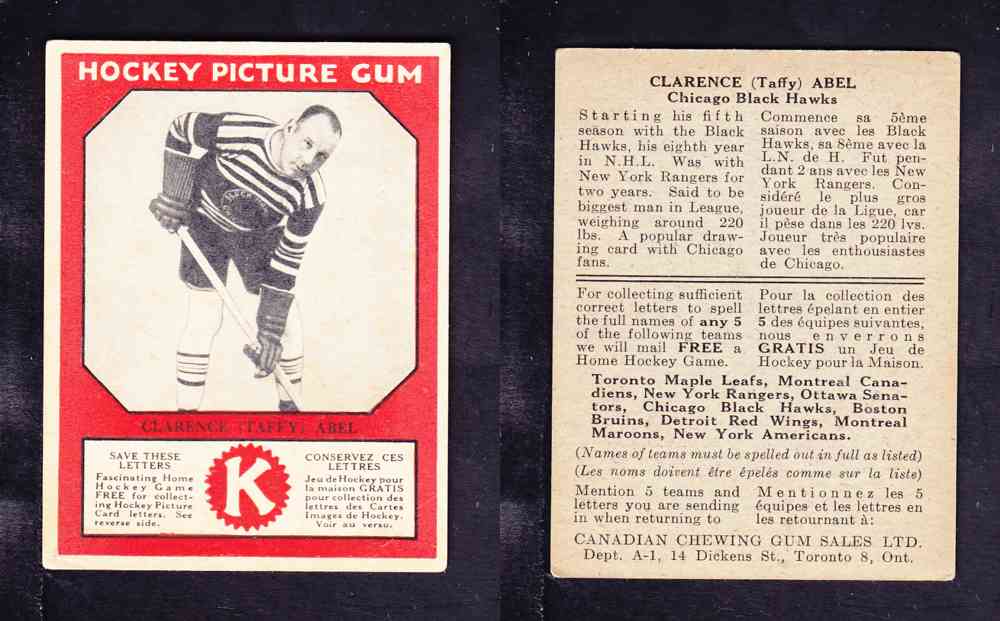 HOCKEY PICTURE GUM
CLARENCE (TAFFY) ABEL
SAVE THESE
LETTERS
Fascinating Home
Hockey Game
FREE for collect-
ing Hockey Picture
Card letters. See
reverse side.
K
CONSERVEZ CES
LETTRES
Jeu de Hockey pour
la maison GRATIS
pour collection des
lettres des Cartes
Images de Hockey.
Voir au verso.
CLARENCE (Taffy) ABEL
Chicago Black Hawks
Starting his fifth
season with the Black
Hawks, his eighth year
in N.H.L. Was with
New York Rangers for
two years. Said to be
biggest man in League,
weighing around 220
lbs. A popular draw-
ing card with Chicago
fans.
Commence sa 5ème
saison avec les Black
Hawks, sa 8ème avec la
L.N. de H. Fut pen-
dant 2 ans avec les New
York Rangers. Con-
sidéré le plus gros
joueur de la Ligue, car
il pèse dans les 220 lvs.
Joueur très populaire
avec les enthousiastes
de Chicago.
For collecting sufficient
correct letters to spell
the full names of any 5
of the following teams
we will mail FREE a
Home Hockey Game.
Pour la collection des
lettres épelant en entier
5 des équipes suivantes,
nous enverrons
GRATIS un Jeu de
Hockey pour la Maison.
Toronto Maple Leafs, Montreal Cana-
diens, New York Rangers, Ottawa Sena-
tors, Chicago Black Hawks, Boston
Bruins, Detroit Red Wings, Montreal
Maroons, New York Americans.
(Names of teams must be spelled out in full as listed)
(Les noms doivent être épelés comme sur la liste)
Mention 5 teams and
letters you are sending
in when returning to
Mentionnez les 5
équipes et les lettres en
les retournant à:
CANADIAN CHEWING GUM SALES LTD.
Dept. A-1, 14 Dickens St., Toronto 8, Ont.